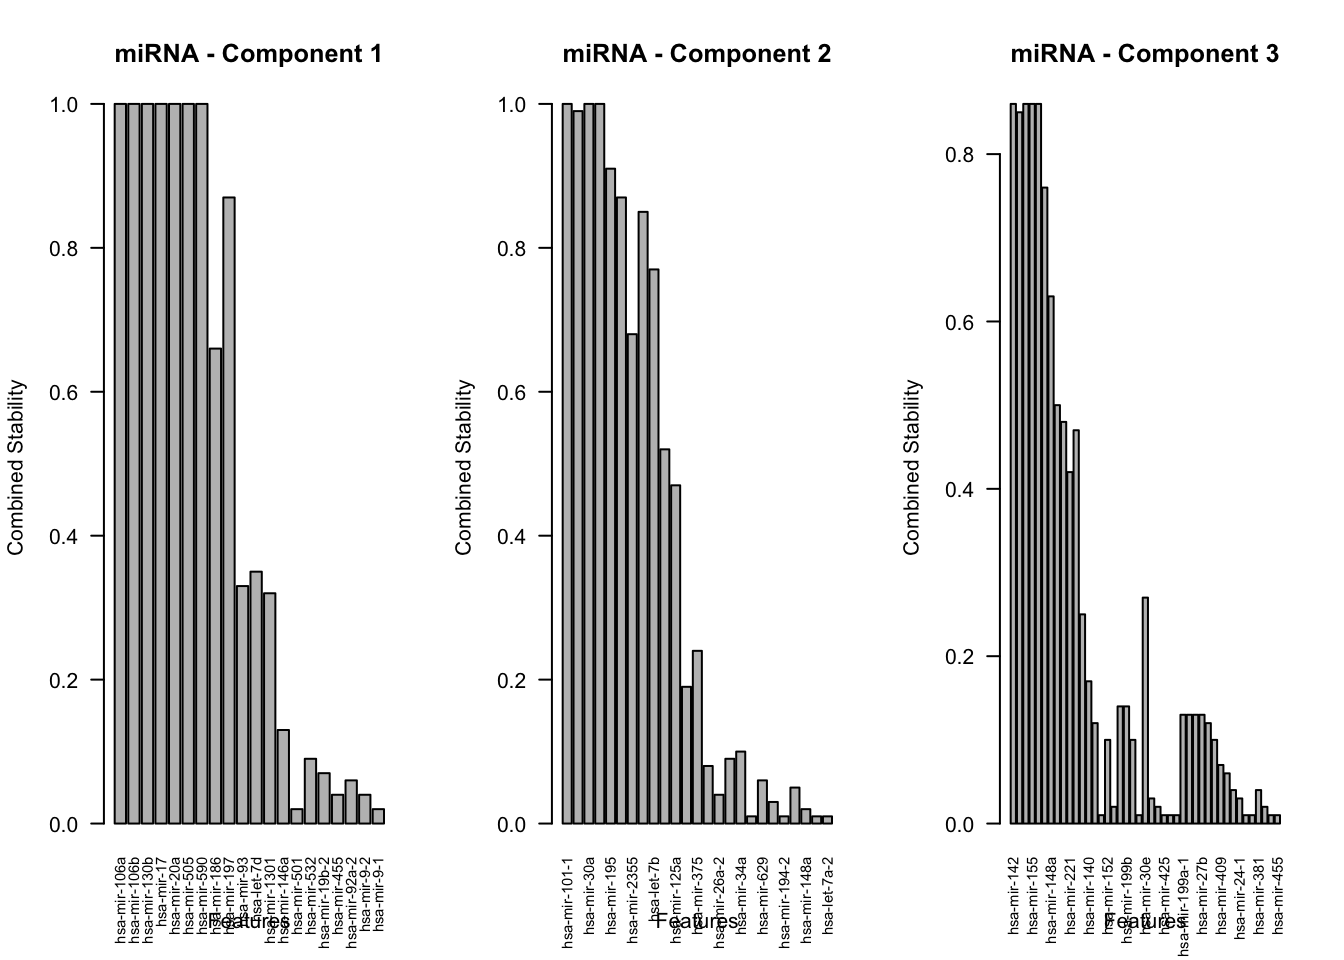 miRNA - Component 1
Combined Stability
1.0
0.8
0.6
0.4
0.2
0.0
hsa-mir-106a
hsa-mir-106b
hsa-mir-130b
hsa-mir-17
hsa-mir-20a
hsa-mir-505
hsa-mir-590
hsa-mir-186
hsa-mir-197
hsa-mir-93
hsa-let-7d
hsa-mir-1301
hsa-mir-146a
hsa-mir-501
hsa-mir-532
hsa-mir-19b-2
hsa-mir-455
hsa-mir-92a-2
hsa-mir-9-2
hsa-mir-9-1
Features
miRNA - Component 2
Combined Stability
1.0
0.8
0.6
0.4
0.2
0.0
hsa-mir-101-1
hsa-mir-30a
hsa-mir-195
hsa-mir-2355
hsa-let-7b
hsa-mir-125a
hsa-mir-375
hsa-mir-26a-2
hsa-mir-34a
hsa-mir-629
hsa-mir-194-2
hsa-mir-148a
hsa-let-7a-2
Features
miRNA - Component 3
Combined Stability
0.8
0.6
0.4
0.2
0.0
hsa-mir-142
hsa-mir-155
hsa-mir-148a
hsa-mir-221
hsa-mir-140
hsa-mir-152
hsa-mir-199b
hsa-mir-30e
hsa-mir-425
hsa-mir-199a-1
hsa-mir-27b
hsa-mir-409
hsa-mir-24-1
hsa-mir-381
hsa-mir-455
Features